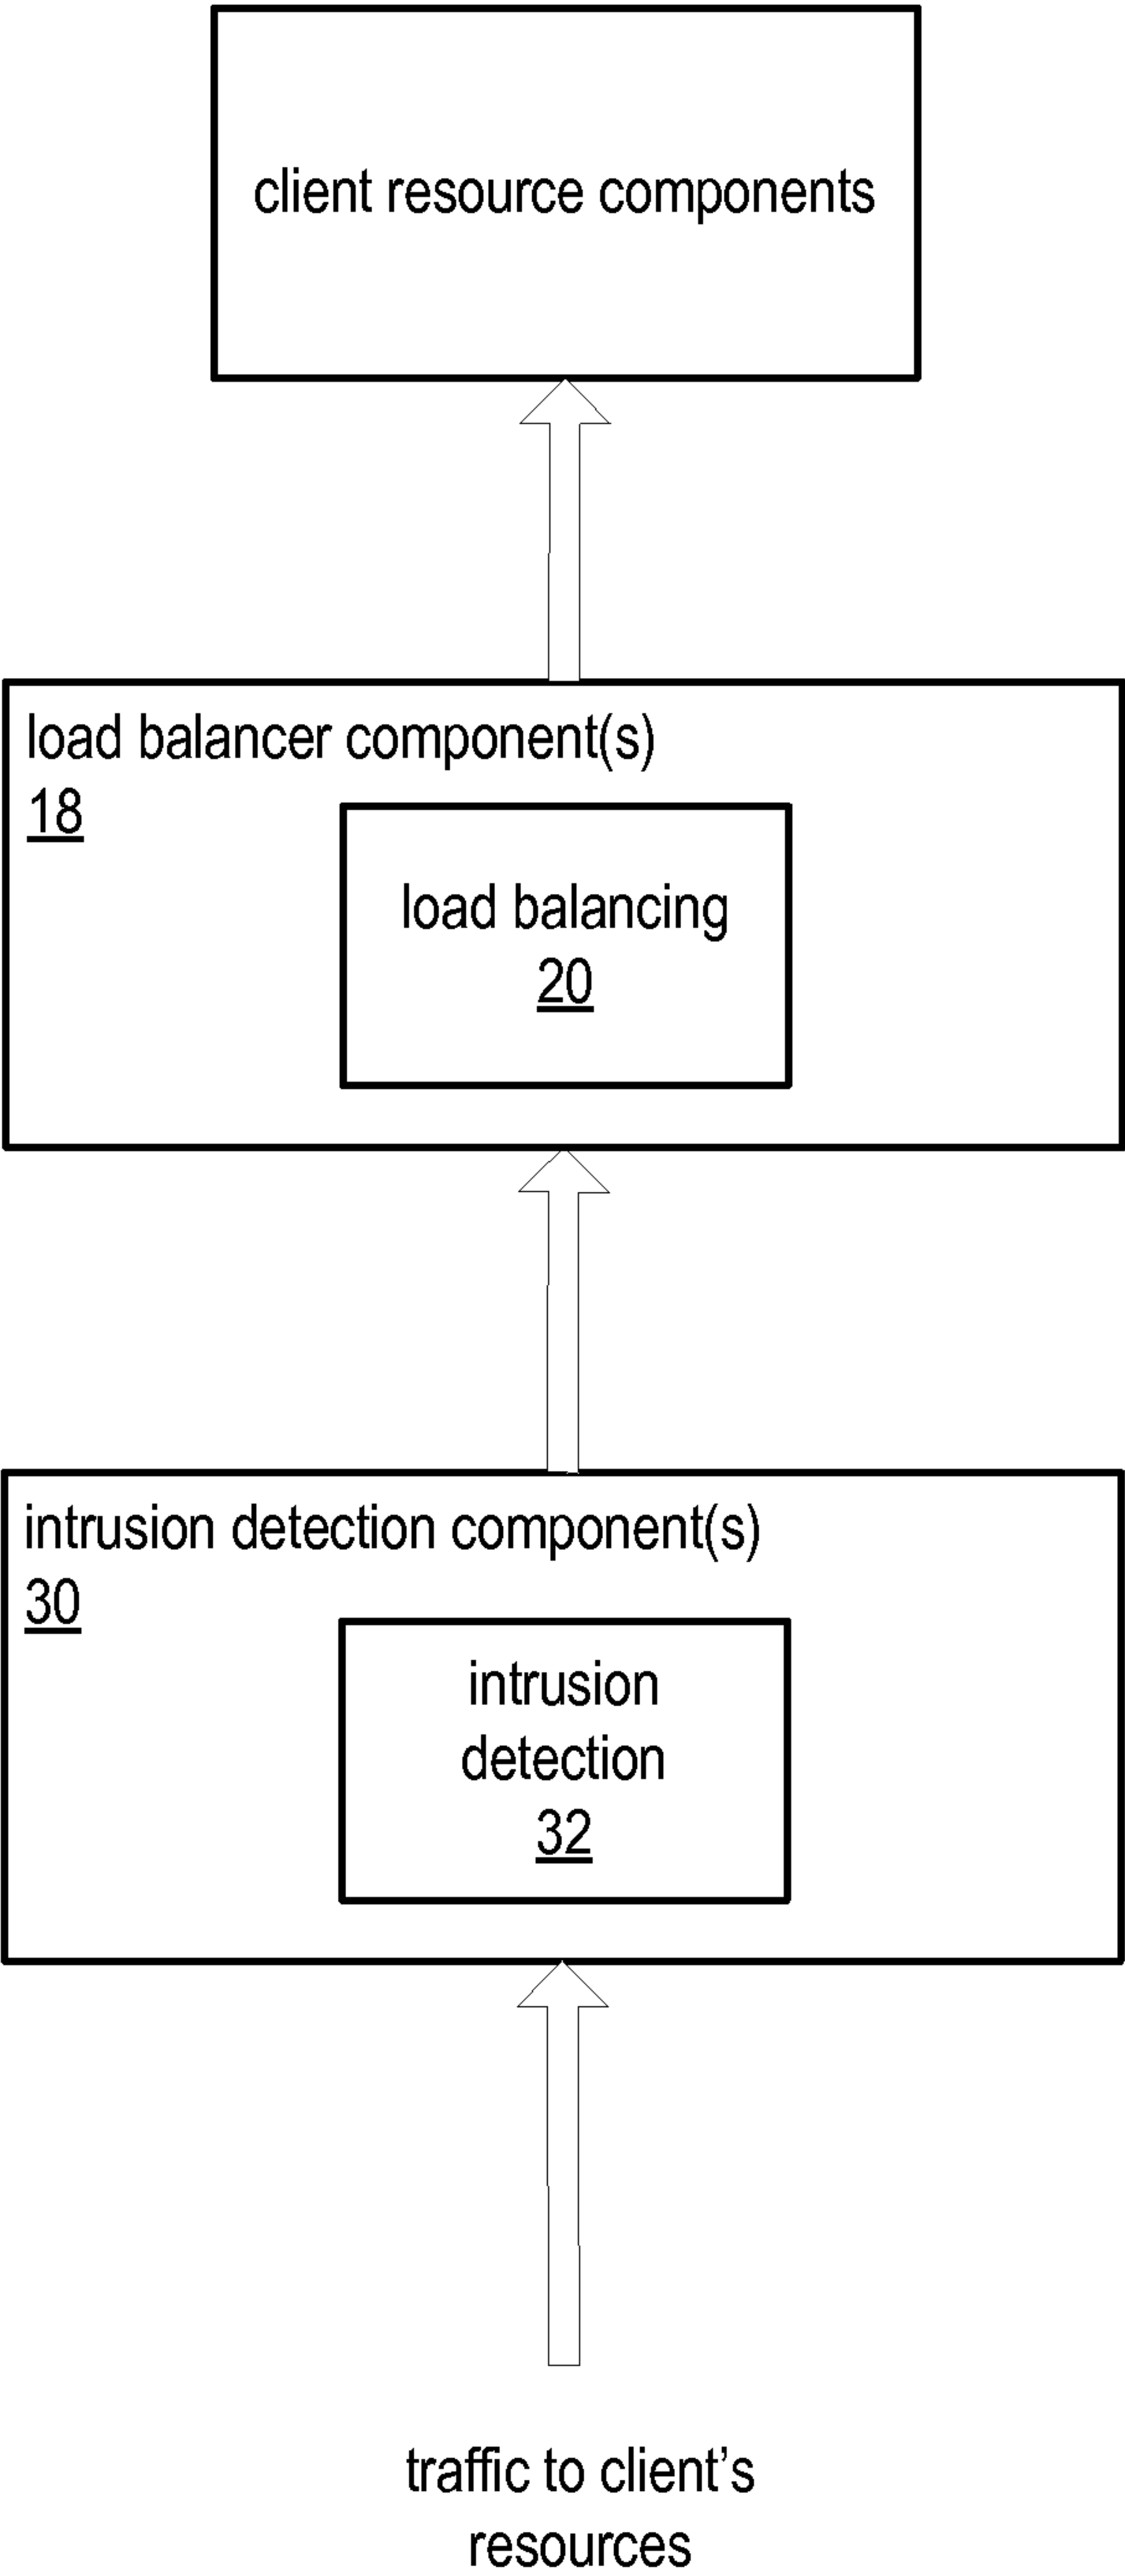 client resource components
load balancer component(s)
18
load balancing
20
intrusion detection component(s)
30
intrusion
detection
32
traffic to client’s
resources